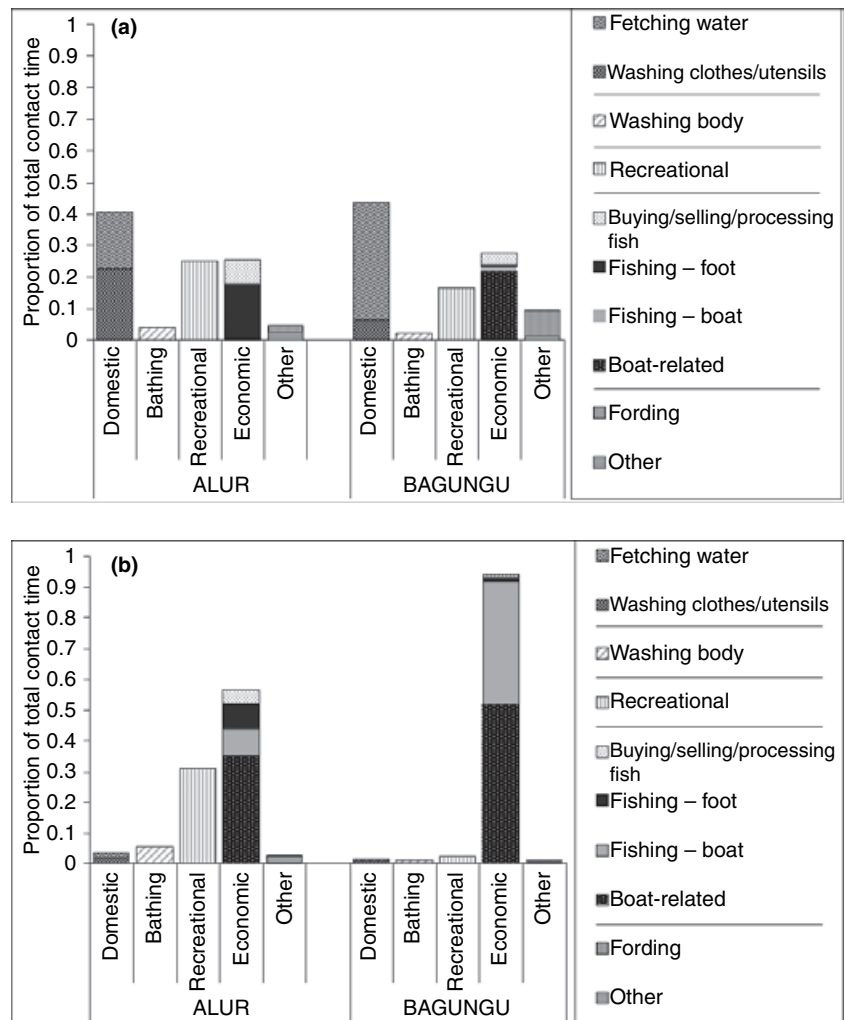 (a)
Proportion of total contact time
1
0.9
0.8
0.7
0.6
0.5
0.4
0.3
0.2
0.1
0
Domestic
Bathing
Recreational
Economic
Other
Domestic
Bathing
Recreational
Economic
Other
ALUR
BAGUNGU
Fetching water
Washing clothes/utensils
Washing body
Recreational
Buying/selling/processing
fish
Fishing – foot
Fishing – boat
Boat-related
Fording
Other
(b)
Proportion of total contact time
1
0.9
0.8
0.7
0.6
0.5
0.4
0.3
0.2
0.1
0
Domestic
Bathing
Recreational
Economic
Other
Domestic
Bathing
Recreational
Economic
Other
ALUR
BAGUNGU
Fetching water
Washing clothes/utensils
Washing body
Recreational
Buying/selling/processing
fish
Fishing – foot
Fishing – boat
Boat-related
Fording
Other